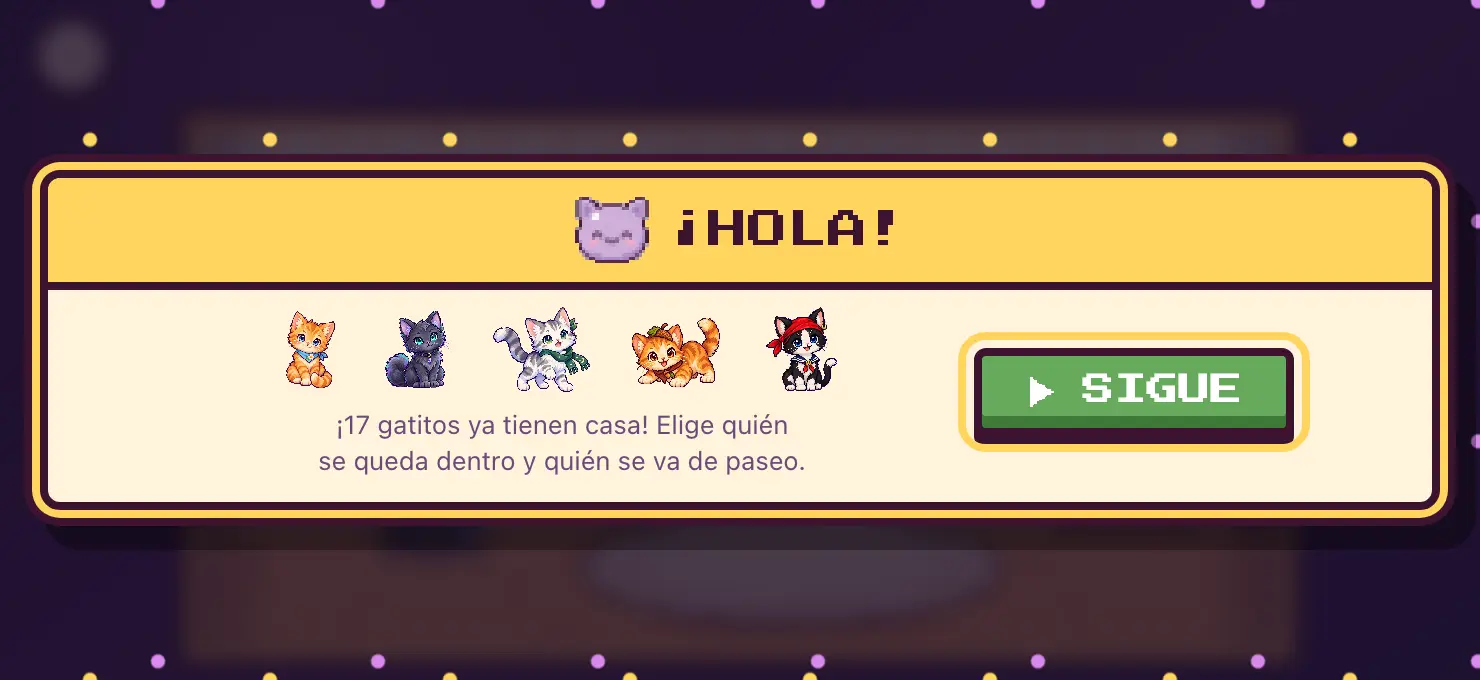 ¡HOLA!
¡17 gatitos ya tienen casa! Elige quién
se queda dentro y quién se va de paseo.
SIGUE